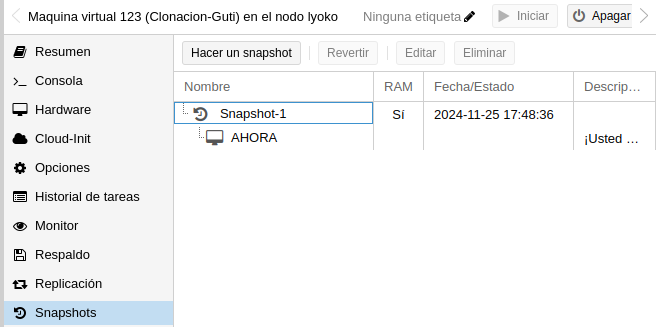 Maquina virtual 123 (Clonacion-Guti) en el nodo lyoko Ninguna etiqueta Iniciar Apagar
Resumen
Consola
Hardware
Cloud-Init
Opciones
Historial de tareas
Monitor
Respaldo
Replicación
Snapshots
Hacer un snapshot Revertir Editar Eliminar
Nombre RAM Fecha/Estado Descrip...
Snapshot-1 Sí 2024-11-25 17:48:36
AHORA ¡Usted ...